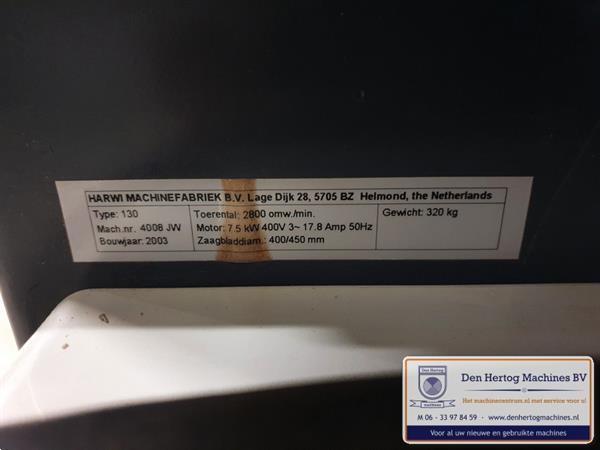 HARWI MACHINEFABRIEK B.V. Lage Dijk 28, 5705 BZ Helmond, the Netherlands
Type: 130 Toerental: 2800 omw./min. Gewicht: 320 kg
Mach.nr. 4008 JW Motor: 7.5 kW 400V 3~ 17.8 Amp 50Hz
Bouwjaar: 2003 Zaagbladdiam.: 400/450 mm
Den Hertog Machines BV
Het machinecentrum.nl met service voor u!
M 06 - 33 97 84 59 - www.denhertogmachines.nl
Voor al uw nieuwe en gebruikte machines